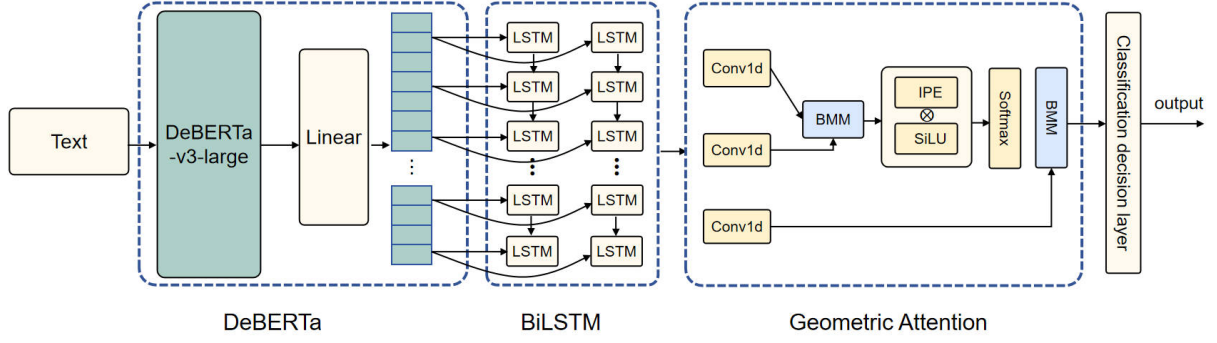 Text
DeBERTa
-v3-large
Linear
LSTM
LSTM
LSTM
LSTM
LSTM
LSTM
LSTM
LSTM
LSTM
LSTM
Conv1d
Conv1d
Conv1d
BMM
IPE
SiLU
Softmax
BMM
Classification decision layer
output
DeBERTa
BiLSTM
Geometric Attention